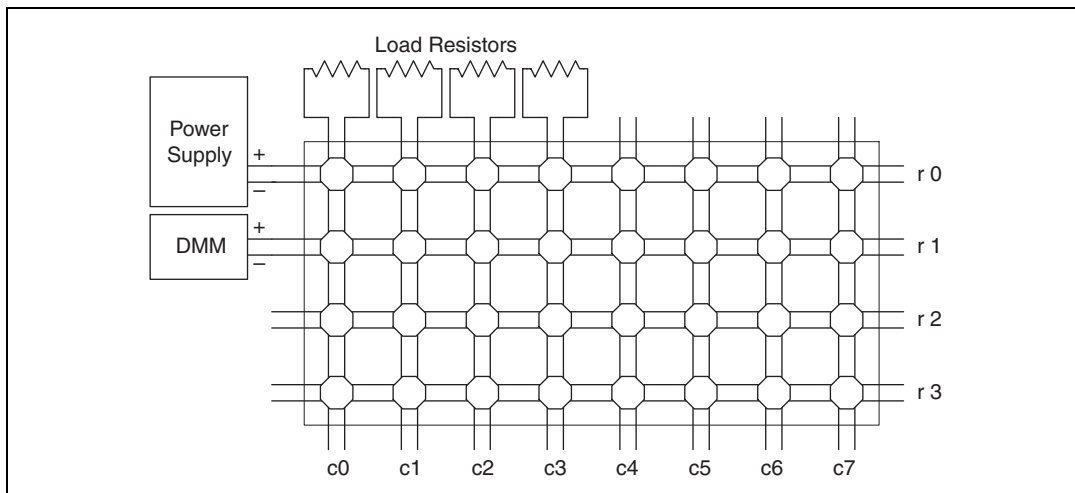 Load Resistors
Power
Supply
+
–
r 0
DMM
+
–
r 1
r 2
r 3
c0 c1 c2 c3 c4 c5 c6 c7